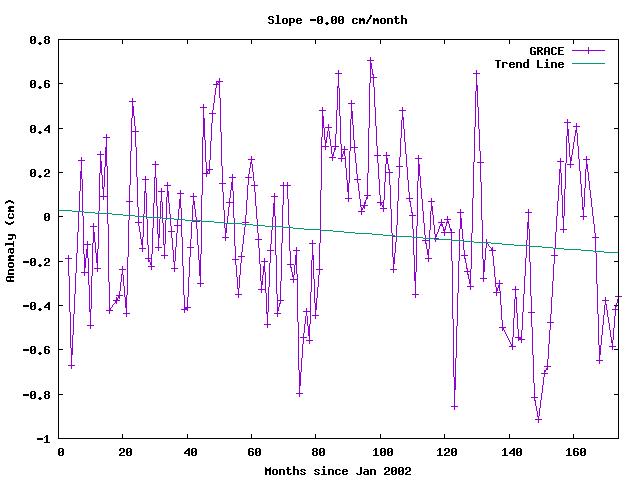 Slope -0.00 cm/month
GRACE
Trend Line
0.8
0.6
0.4
0.2
0
-0.2
-0.4
-0.6
-0.8
-1
Anomaly (cm)
0 20 40 60 80 100 120 140 160
Months since Jan 2002